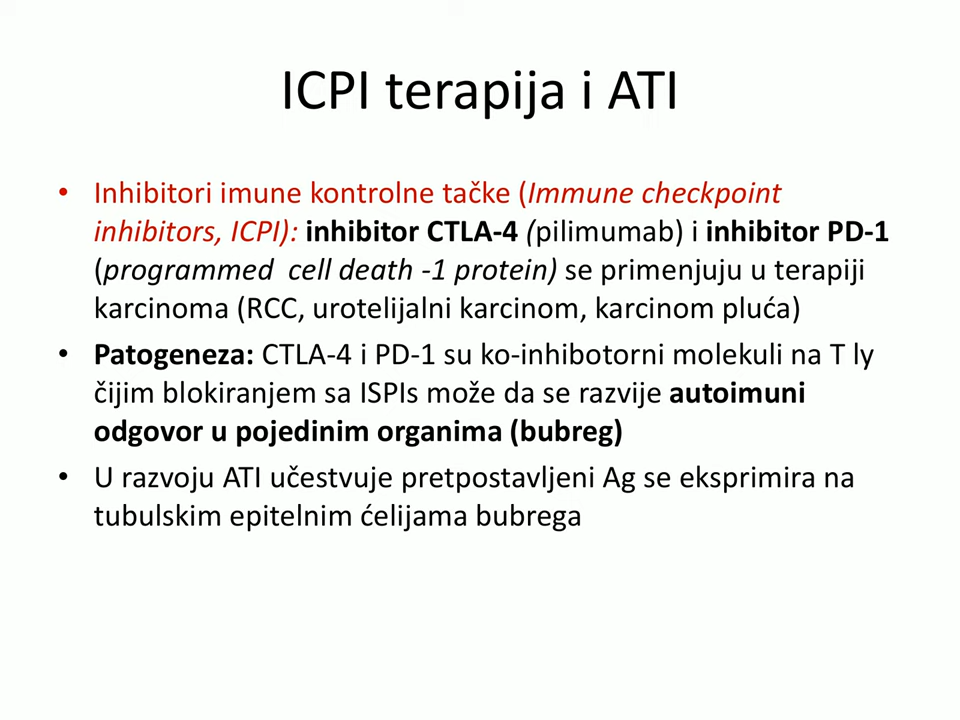 ICPI terapija i ATI
• Inhibitori imune kontrolne tačke (Immune checkpoint
inhibitors, ICPI): inhibitor CTLA-4 (pilimumab) i inhibitor PD-1
(programmed cell death -1 protein) se primenjuju u terapiji
karcinoma (RCC, urotelijalni karcinom, karcinom pluća)
• Patogeneza: CTLA-4 i PD-1 su ko-inhibotorni molekuli na T ly
čijim blokiranjem sa ISPIs može da se razvije autoimuni
odgovor u pojedinim organima (bubreg)
• U razvoju ATI učestvuje pretpostavljeni Ag se eksprimira na
tubulskim epitelnim ćelijama bubrega